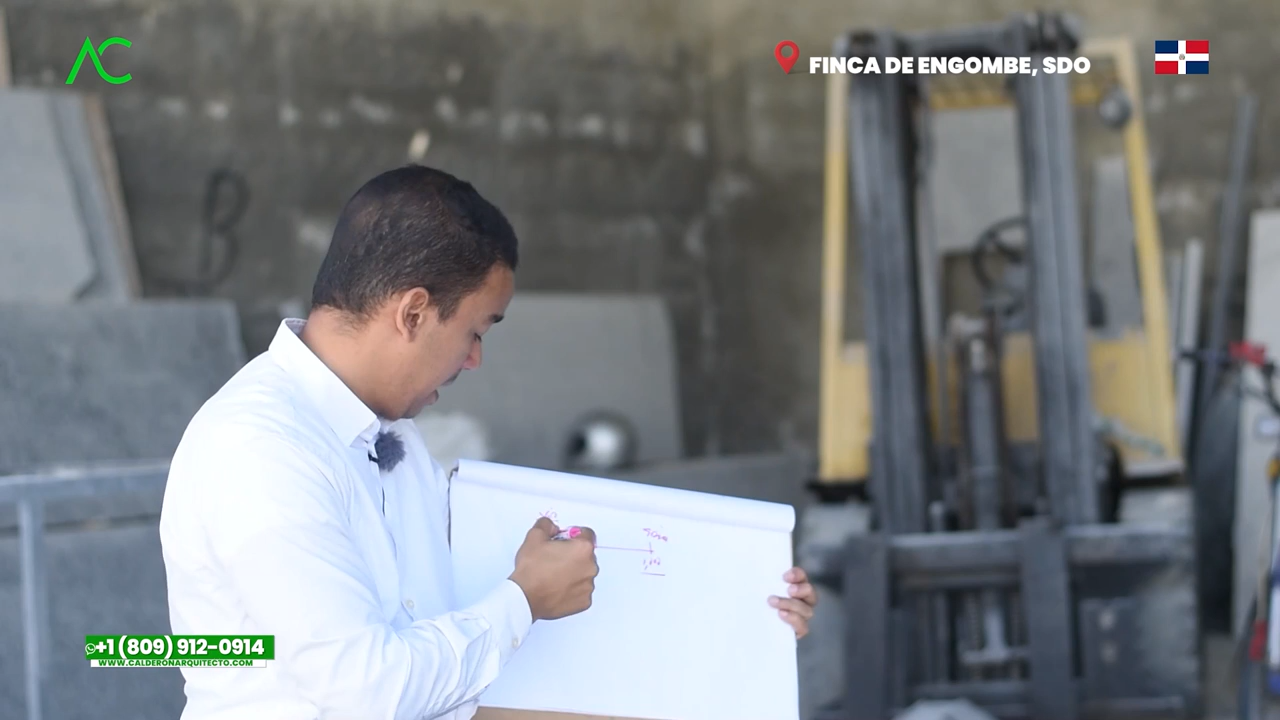 AC
FINCA DE ENGOMBE, SDO
B
+1 (809) 912-0914
WWW.CALDERONARQUITECTO.COM